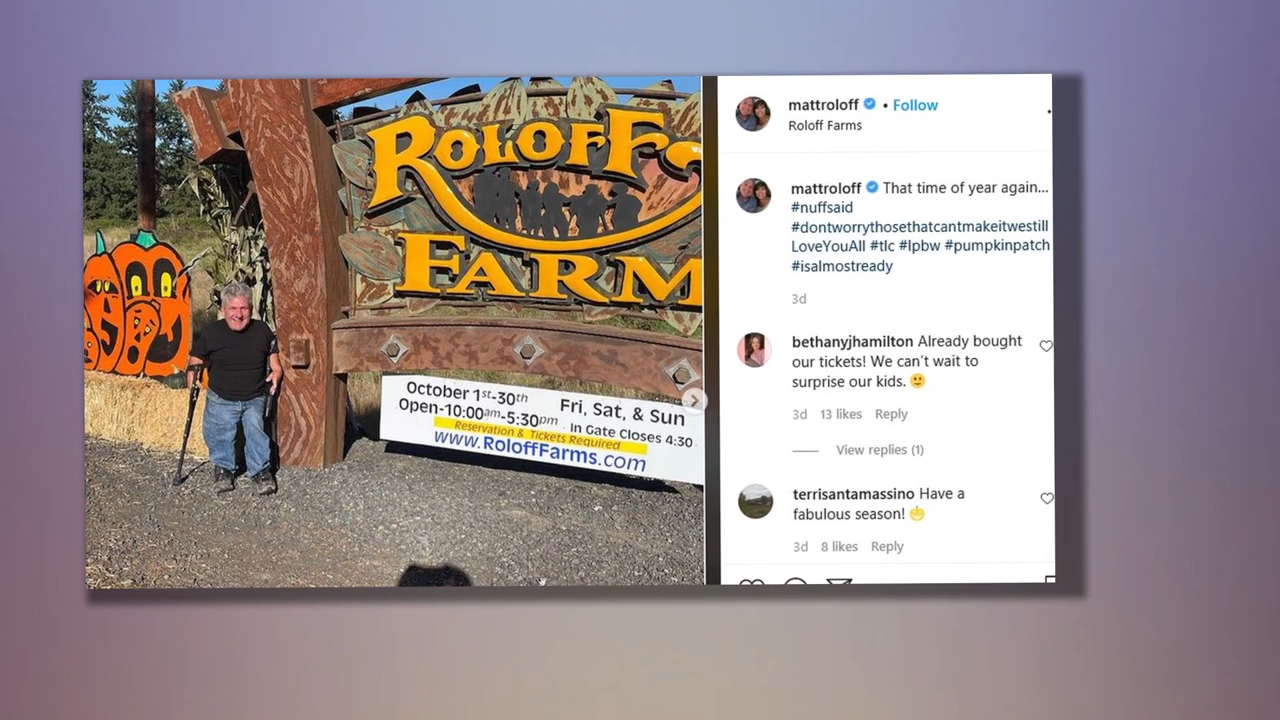 ROLOFF
FARM
October 1st-30th
Fri, Sat, & Sun
Open-10:00am-5:30pm
In Gate Closes 4:30
Reservation & Tickets Required
www.RoloffFarms.com
mattroloff • Follow
Roloff Farms
mattroloff That time of year again...
#nuffsaid
#dontworrythosethatcantmakeitwestill
LoveYouAll #tlc #lpbw #pumpkinpatch
#isalmostready
3d
bethanyjhamilton Already bought
our tickets! We can't wait to
surprise our kids. 🙂
3d 13 likes Reply
View replies (1)
terrisantamassino Have a
fabulous season! 🎃
3d 8 likes Reply